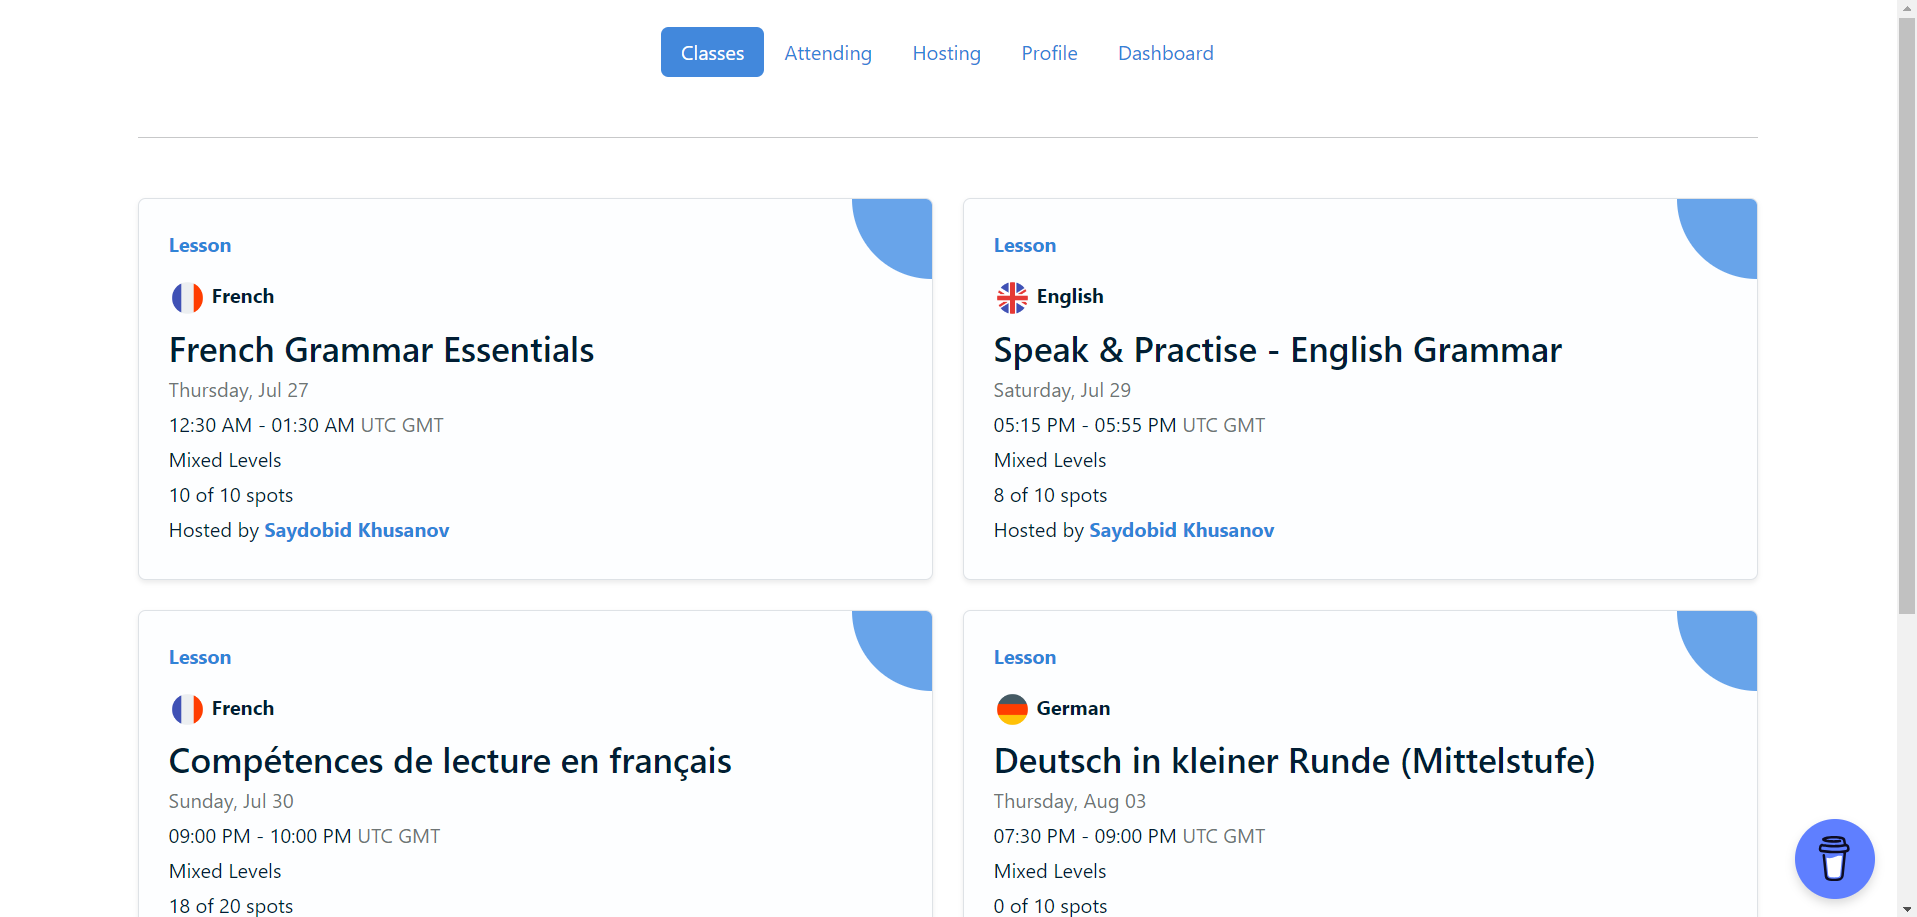 Classes Attending Hosting Profile Dashboard
Lesson
French
French Grammar Essentials
Thursday, Jul 27
12:30 AM - 01:30 AM UTC GMT
Mixed Levels
10 of 10 spots
Hosted by Saydobid Khusanov
Lesson
English
Speak & Practise - English Grammar
Saturday, Jul 29
05:15 PM - 05:55 PM UTC GMT
Mixed Levels
8 of 10 spots
Hosted by Saydobid Khusanov
Lesson
French
Compétences de lecture en français
Sunday, Jul 30
09:00 PM - 10:00 PM UTC GMT
Mixed Levels
18 of 20 spots
Lesson
German
Deutsch in kleiner Runde (Mittelstufe)
Thursday, Aug 03
07:30 PM - 09:00 PM UTC GMT
Mixed Levels
0 of 10 spots